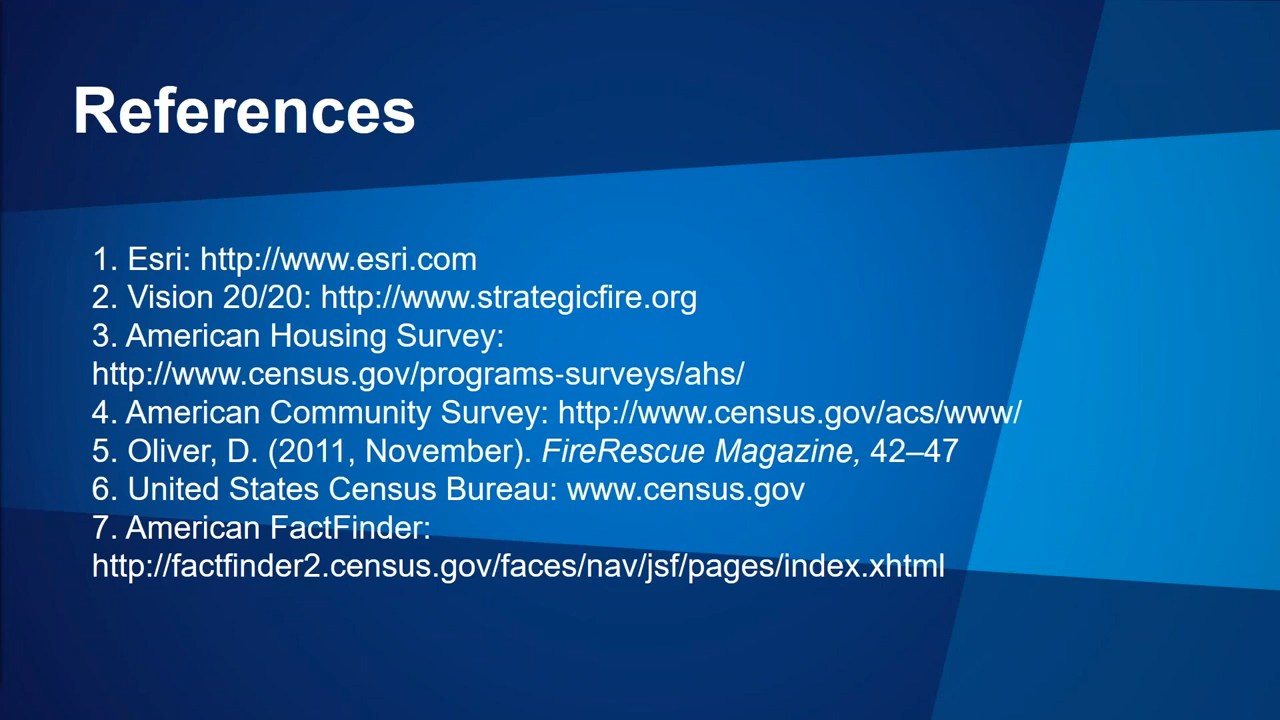 References
1. Esri: http://www.esri.com
2. Vision 20/20: http://www.strategicfire.org
3. American Housing Survey:
http://www.census.gov/programs-surveys/ahs/
4. American Community Survey: http://www.census.gov/acs/www/
5. Oliver, D. (2011, November). FireRescue Magazine, 42–47
6. United States Census Bureau: www.census.gov
7. American FactFinder:
http://factfinder2.census.gov/faces/nav/jsf/pages/index.xhtml